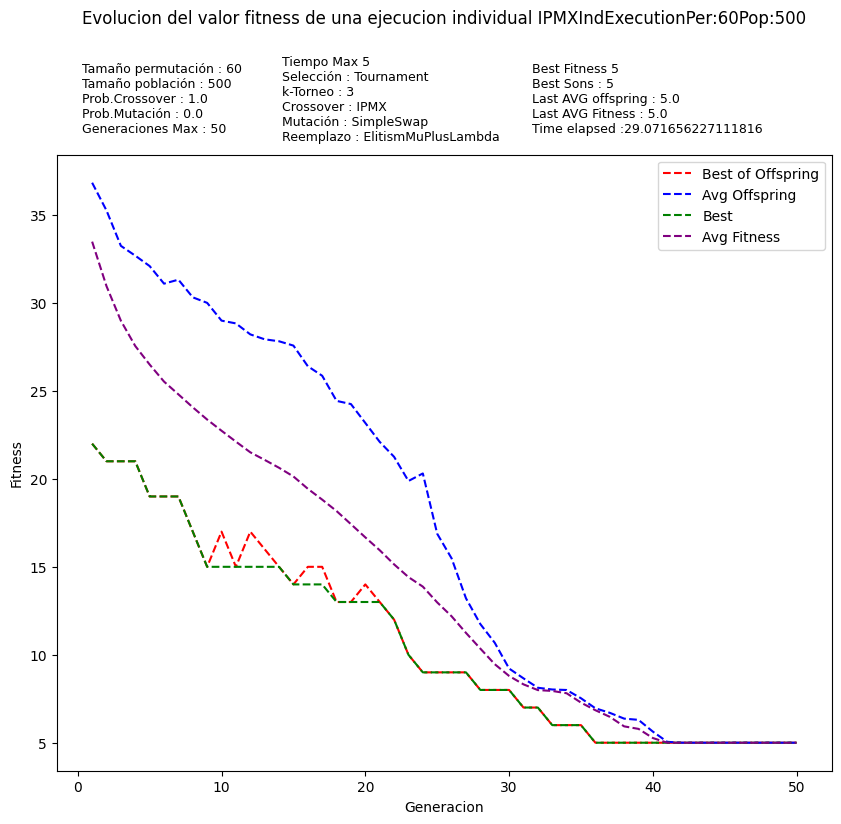 Evolucion del valor fitness de una ejecucion individual IPMXIndExecutionPer:60Pop:500
Tamaño permutación : 60
Tamaño población : 500
Prob.Crossover : 1.0
Prob.Mutación : 0.0
Generaciones Max : 50
Tiempo Max 5
Selección : Tournament
k-Torneo : 3
Crossover : IPMX
Mutación : SimpleSwap
Reemplazo : ElitismMuPlusLambda
Best Fitness 5
Best Sons : 5
Last AVG offspring : 5.0
Last AVG Fitness : 5.0
Time elapsed :29.071656227111816
Best of Offspring
Avg Offspring
Best
Avg Fitness
Fitness
35
30
25
20
15
10
5
0
10
20
30
40
50
Generacion